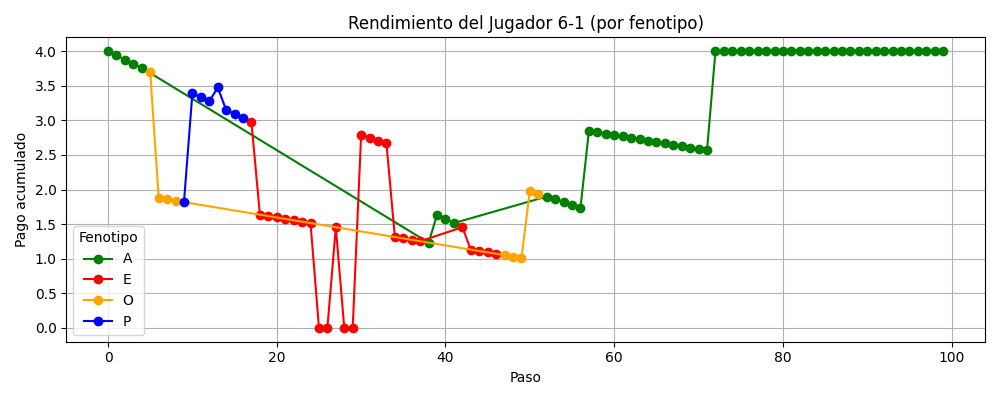 Rendimiento del Jugador 6-1 (por fenotipo)
Pago acumulado
4.0
3.5
3.0
2.5
2.0
1.5
1.0
0.5
0.0
Fenotipo
A
E
O
P
0 20 40 60 80 100
Paso